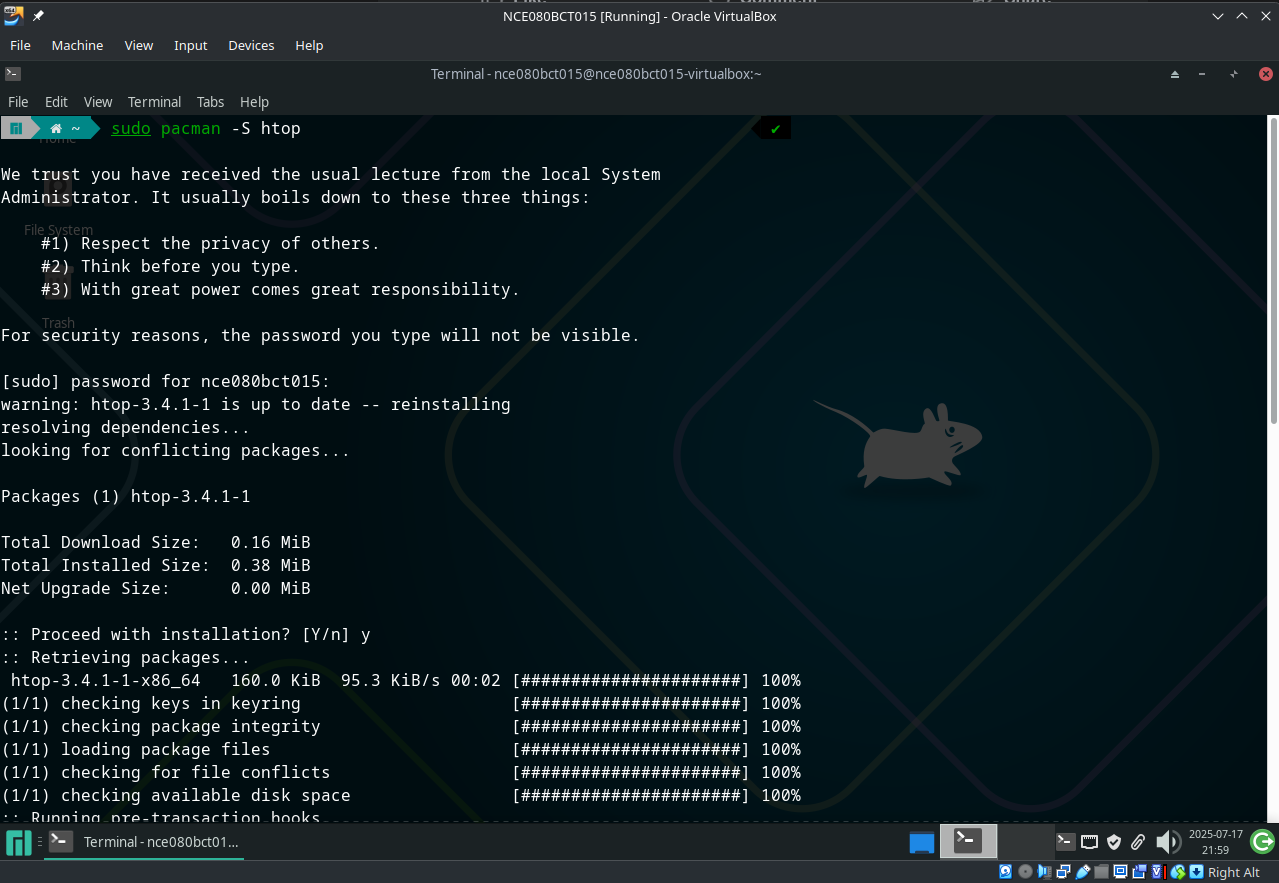 NCE080BCT015 [Running] - Oracle VirtualBox
File Machine View Input Devices Help
Terminal - nce080bct015@nce080bct015-virtualbox:~
File Edit View Terminal Tabs Help
~ sudo pacman -S htop ✔
Home
We trust you have received the usual lecture from the local System
Administrator. It usually boils down to these three things:
File System
#1) Respect the privacy of others.
#2) Think before you type.
#3) With great power comes great responsibility.
Trash
For security reasons, the password you type will not be visible.
[sudo] password for nce080bct015:
warning: htop-3.4.1-1 is up to date -- reinstalling
resolving dependencies...
looking for conflicting packages...
Packages (1) htop-3.4.1-1
Total Download Size: 0.16 MiB
Total Installed Size: 0.38 MiB
Net Upgrade Size: 0.00 MiB
:: Proceed with installation? [Y/n] y
:: Retrieving packages...
htop-3.4.1-1-x86_64 160.0 KiB 95.3 KiB/s 00:02 [######################] 100%
(1/1) checking keys in keyring [######################] 100%
(1/1) checking package integrity [######################] 100%
(1/1) loading package files [######################] 100%
(1/1) checking for file conflicts [######################] 100%
(1/1) checking available disk space [######################] 100%
:: Running pre-transaction hooks
Terminal - nce080bct01...
2025-07-17
21:59
Right Alt